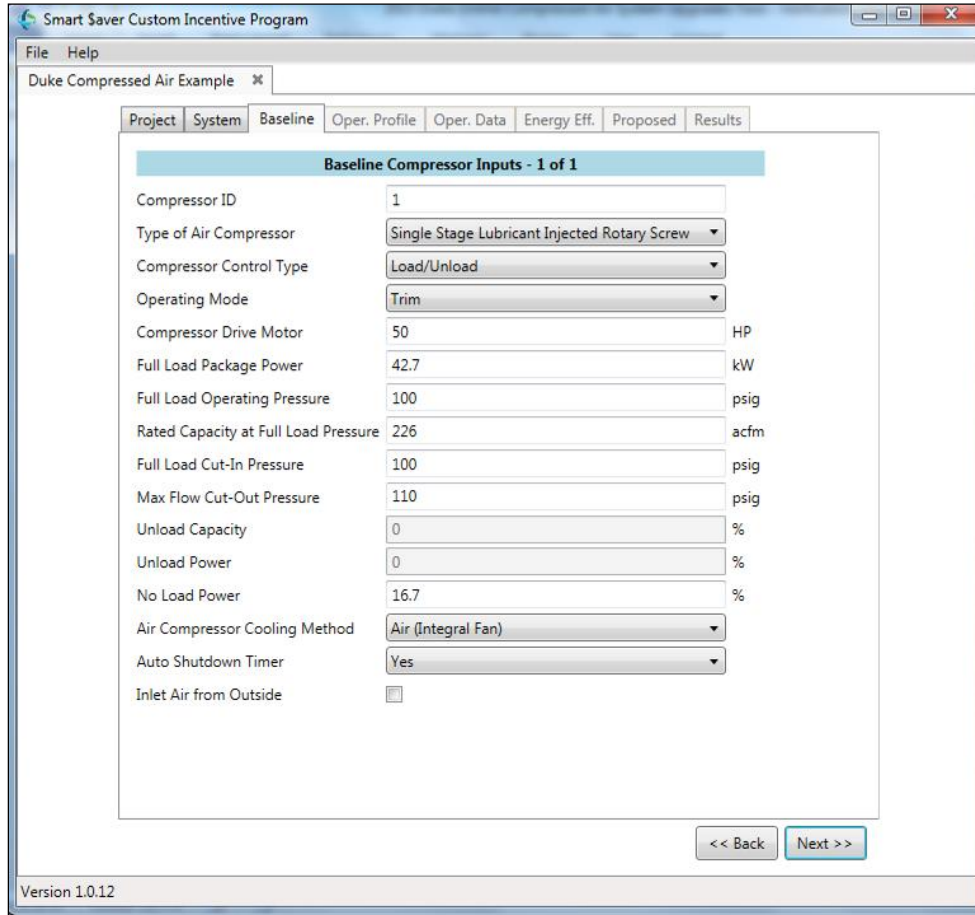 Smart $aver Custom Incentive Program
File Help
Duke Compressed Air Example
Project System Baseline Oper. Profile Oper. Data Energy Eff. Proposed Results
Baseline Compressor Inputs - 1 of 1
Compressor ID 1
Type of Air Compressor Single Stage Lubricant Injected Rotary Screw
Compressor Control Type Load/Unload
Operating Mode Trim
Compressor Drive Motor 50 HP
Full Load Package Power 42.7 kW
Full Load Operating Pressure 100 psig
Rated Capacity at Full Load Pressure 226 acfm
Full Load Cut-In Pressure 100 psig
Max Flow Cut-Out Pressure 110 psig
Unload Capacity 0 %
Unload Power 0 %
No Load Power 16.7 %
Air Compressor Cooling Method Air (Integral Fan)
Auto Shutdown Timer Yes
Inlet Air from Outside
<< Back Next >>
Version 1.0.12